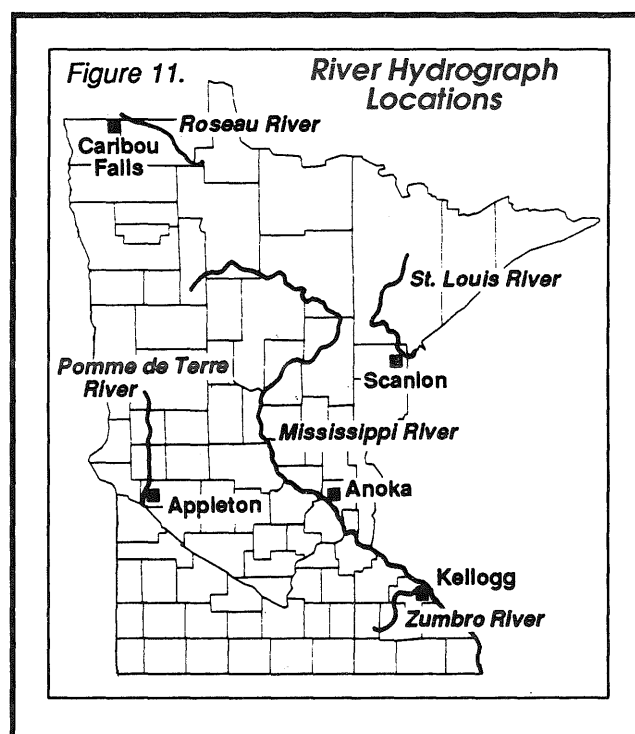 Figure 11.
River Hydrograph
Locations
Roseau River
Caribou
Falls
St. Louis River
Pomme de Terre
River
Scanlon
Mississippi River
Anoka
Appleton
Kellogg
Zumbro River